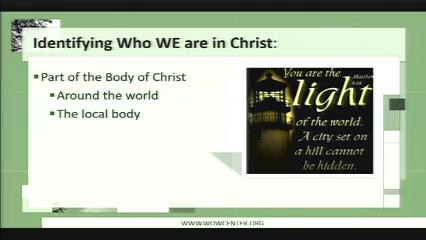 Identifying Who WE are in Christ:
Part of the Body of Christ
Around the world
The local body
You are the
Matthew
5:14
light
of the world.
A city set on
a hill cannot
be hidden.
WWW.WOWCENTER.ORG